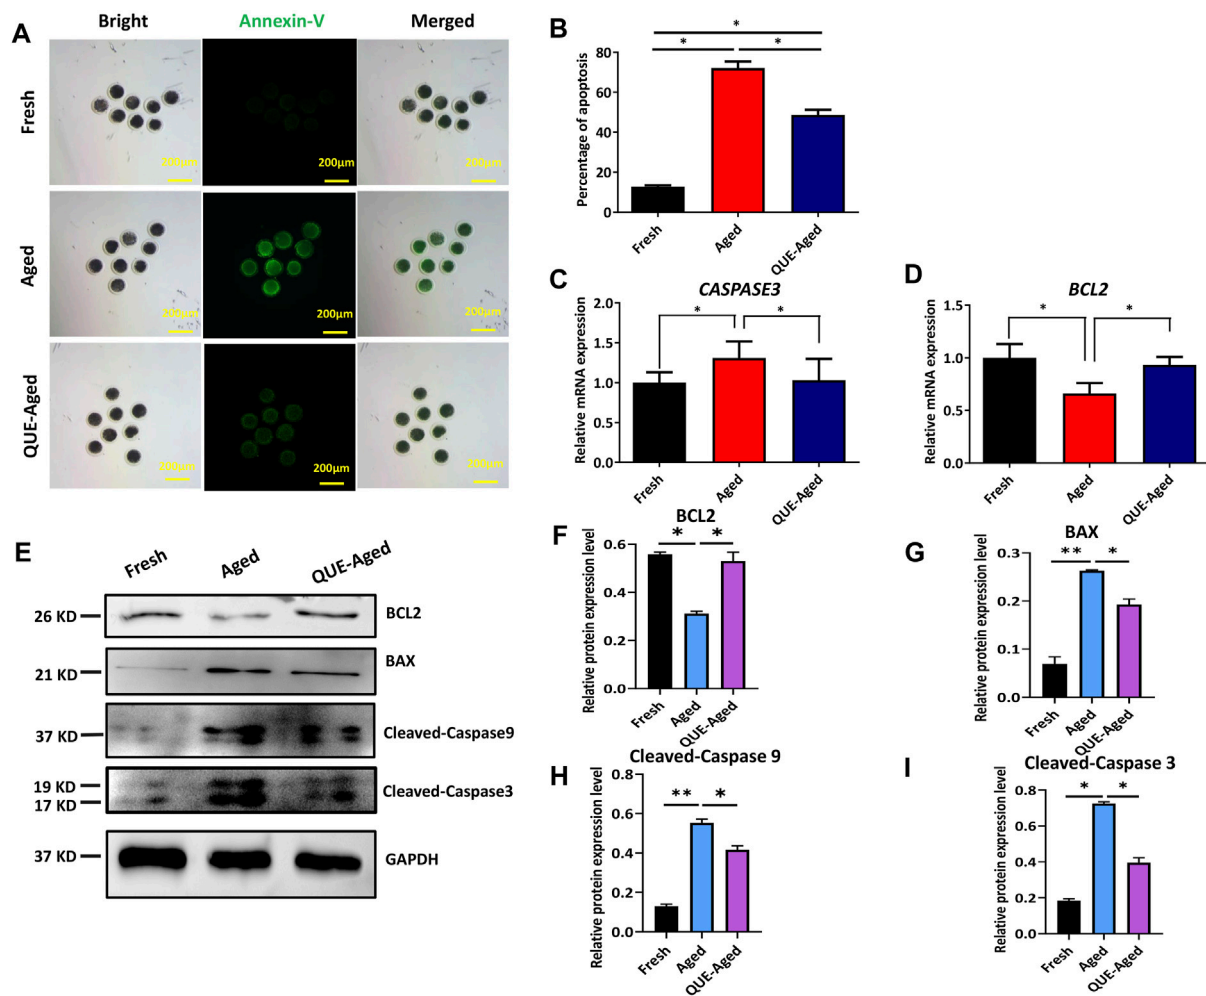 A
Bright
Annexin-V
Merged
Fresh
200μm
200μm
200μm
Aged
200μm
200μm
200μm
QUE-Aged
200μm
200μm
200μm
B
Percentage of apoptosis
80
60
40
20
0
*
*
*
Fresh
Aged
QUE-Aged
C
CASPASE3
Relative mRNA expression
2.0
1.5
1.0
0.5
0.0
*
*
Fresh
Aged
QUE-Aged
D
BCL2
Relative mRNA expression
1.5
1.0
0.5
0.0
*
*
Fresh
Aged
QUE-Aged
E
Fresh
Aged
QUE-Aged
26 KD
BCL2
21 KD
BAX
37 KD
Cleaved-Caspase9
19 KD
17 KD
Cleaved-Caspase3
37 KD
GAPDH
F
BCL2
Relative protein expression level
0.6
0.4
0.2
0.0
*
*
Fresh
Aged
QUE-Aged
G
BAX
Relative protein expression level
0.3
0.2
0.1
0.0
**
*
Fresh
Aged
QUE-Aged
H
Cleaved-Caspase 9
Relative protein expression level
0.8
0.6
0.4
0.2
0.0
**
*
Fresh
Aged
QUE-Aged
I
Cleaved-Caspase 3
Relative protein expression level
0.8
0.6
0.4
0.2
0.0
*
*
Fresh
Aged
QUE-Aged